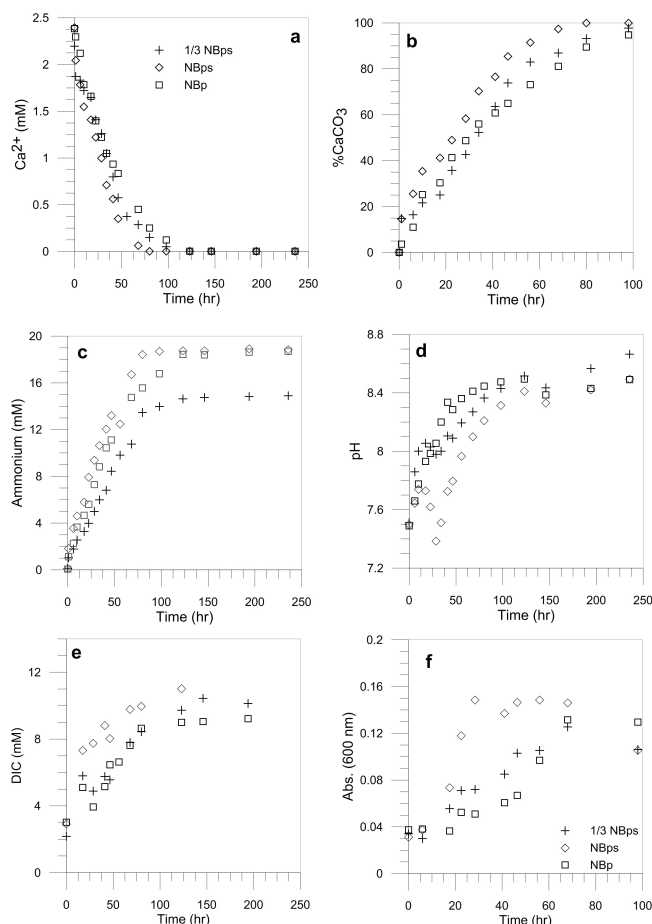 a
1/3 NBps
NBps
NBp
2.5
2
1.5
1
0.5
0
Ca2+ (mM)
0 50 100 150 200 250
Time (hr)
b
100
80
60
40
20
0
%CaCO3
0 20 40 60 80 100
Time (hr)
c
20
16
12
8
4
0
Ammonium (mM)
0 50 100 150 200 250
Time (hr)
d
8.8
8.4
8
7.6
7.2
pH
0 50 100 150 200 250
Time (hr)
e
12
8
4
0
DIC (mM)
0 50 100 150 200 250
Time (hr)
f
0.2
0.16
0.12
0.08
0.04
0
Abs. (600 nm)
1/3 NBps
NBps
NBp
0 20 40 60 80 100
Time (hr)